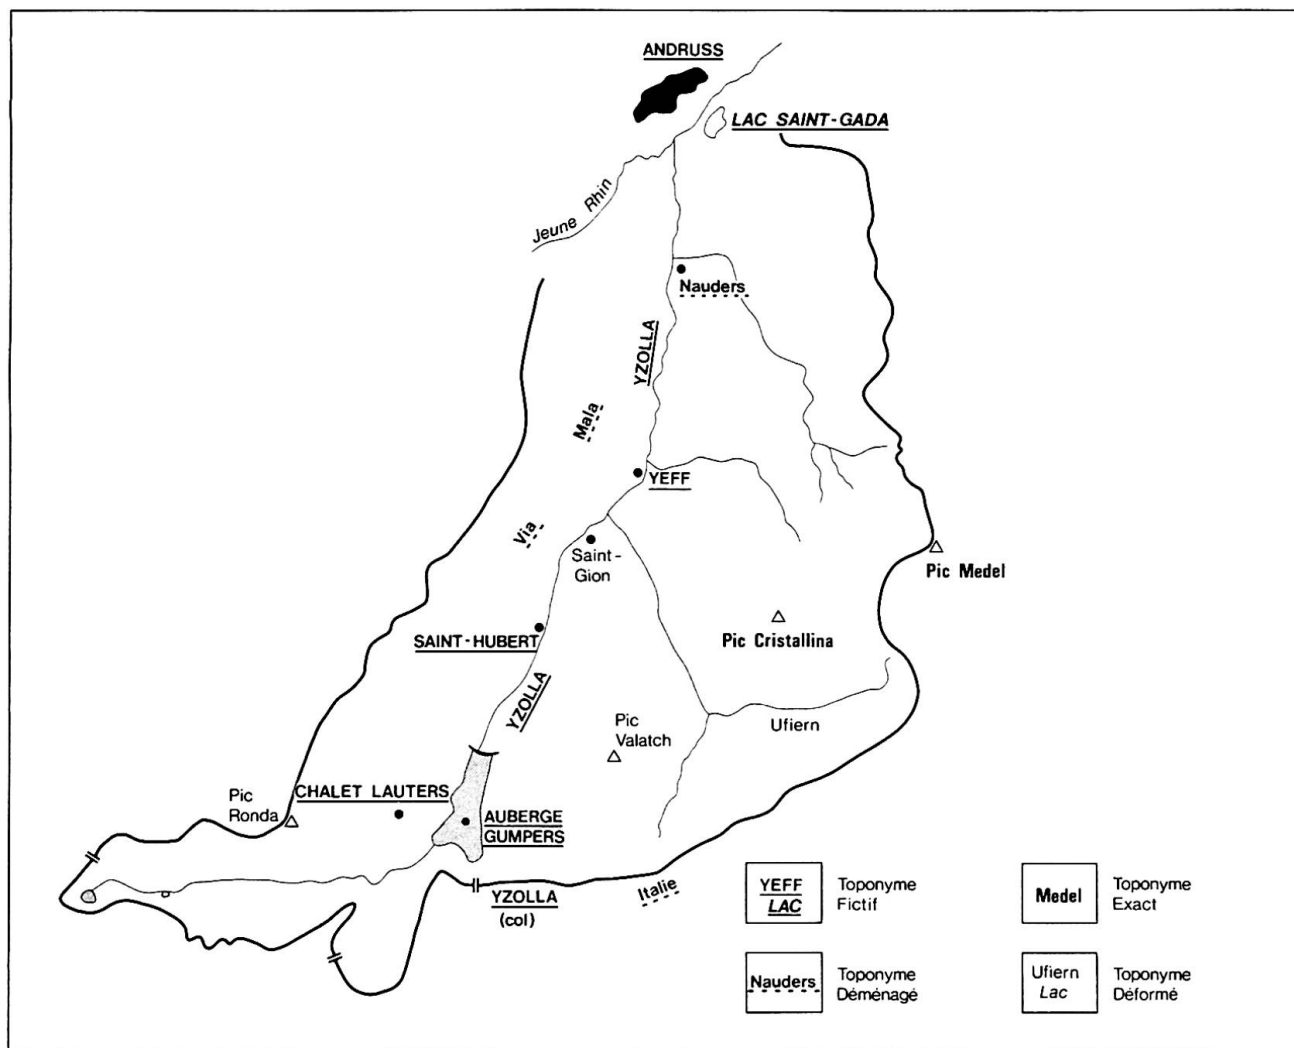 ANDRUSS
LAC SAINT-GADA
Jeune Rhin
Nauders
YZOLLA
Mala
YEFF
Via
Saint-
Gion
Pic Medel
Pic Cristallina
SAINT-HUBERT
YZOLLA
Pic
Valatch
Ufiern
Pic
Ronda
CHALET LAUTERS
AUBERGE
GUMPERS
YZOLLA
(col)
Italie
YEFF
LAC
Toponyme
Fictif
Medel
Toponyme
Exact
Nauders
Toponyme
Déménagé
Ufiern
Lac
Toponyme
Déformé